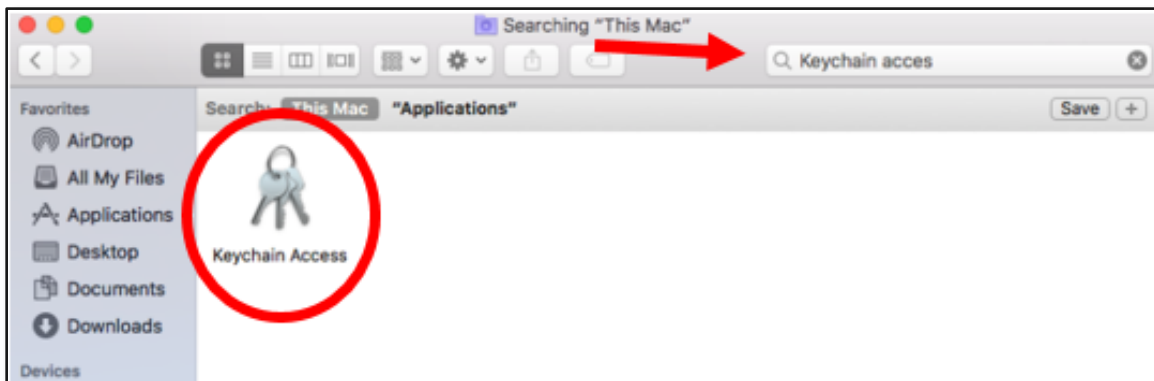 Searching “This Mac”
Keychain acces
Favorites
Search: This Mac “Applications” Save +
AirDrop
All My Files
Applications
Desktop
Documents
Downloads
Devices
Keychain Access